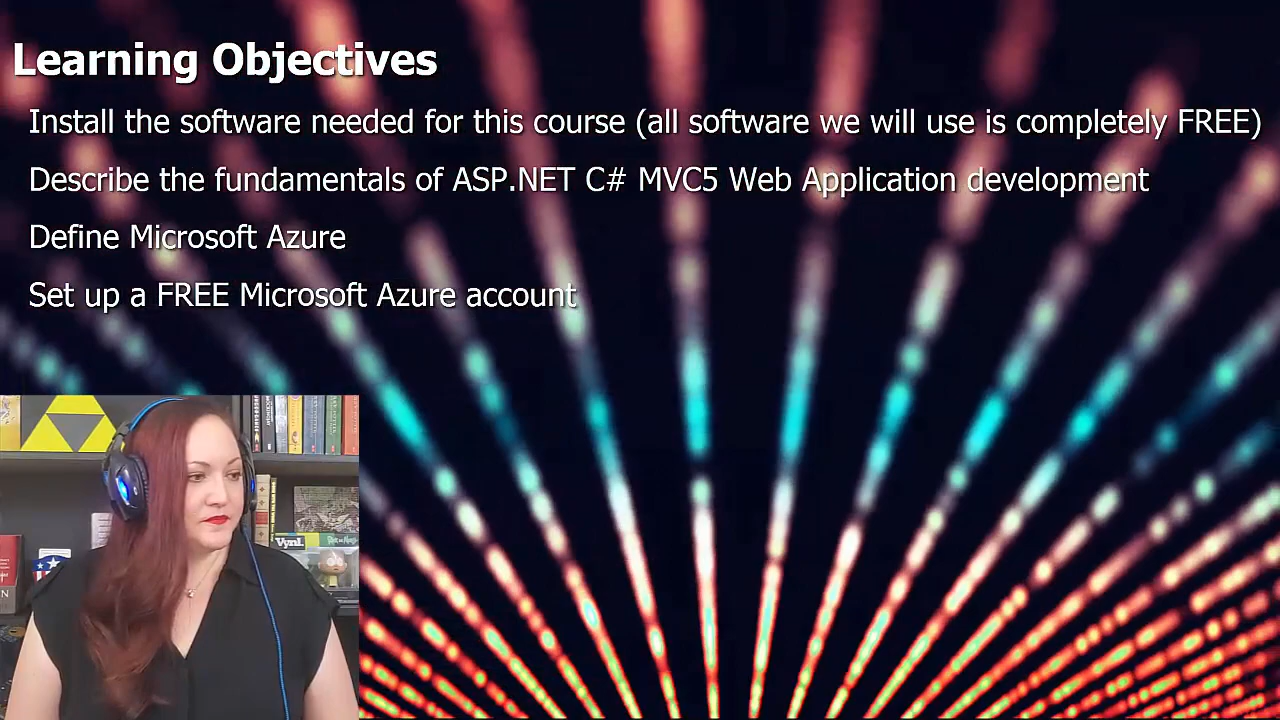 Learning Objectives
Install the software needed for this course (all software we will use is completely FREE)
Describe the fundamentals of ASP.NET C# MVC5 Web Application development
Define Microsoft Azure
Set up a FREE Microsoft Azure account
Vynl.